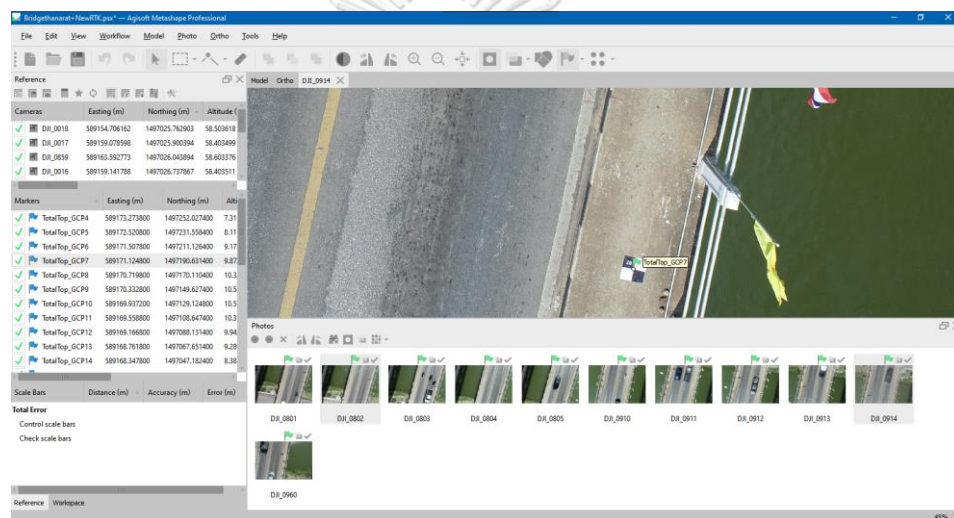 Bridgethanarat+NewRTK.psx* — Agisoft Metashape Professional
File Edit View Workflow Model Photo Ortho Tools Help
Reference
Model Ortho DJI_0914
Cameras Easting (m) Northing (m) Altitude (
DJI_0018 589154.706162 1497025.762903 58.503618
DJI_0017 589159.078598 1497025.900394 58.403499
DJI_0859 589163.592773 1497026.043894 58.603376
DJI_0016 589159.141788 1497026.737867 58.403511
Markers Easting (m) Northing (m) Alti
TotalTop_GCP4 589173.273800 1497252.027400 7.31
TotalTop_GCP5 589172.520800 1497231.558400 8.11
TotalTop_GCP6 589171.507800 1497211.126400 9.17
TotalTop_GCP7 589171.124800 1497190.631400 9.87
TotalTop_GCP8 589170.719800 1497170.110400 10.3
TotalTop_GCP9 589170.332800 1497149.627400 10.5
TotalTop_GCP10 589169.937200 1497129.124800 10.5
TotalTop_GCP11 589169.558800 1497108.647400 10.3
TotalTop_GCP12 589169.166800 1497088.131400 9.94
TotalTop_GCP13 589168.761800 1497067.651400 9.28
TotalTop_GCP14 589168.347800 1497047.182400 8.38
Scale Bars Distance (m) Accuracy (m) Error (m)
Total Error
Control scale bars
Check scale bars
Reference Workspace
TotalTop_GCP7
Photos
DJI_0801 DJI_0802 DJI_0803 DJI_0804 DJI_0805 DJI_0910 DJI_0911 DJI_0912 DJI_0913 DJI_0914
DJI_0960
45%